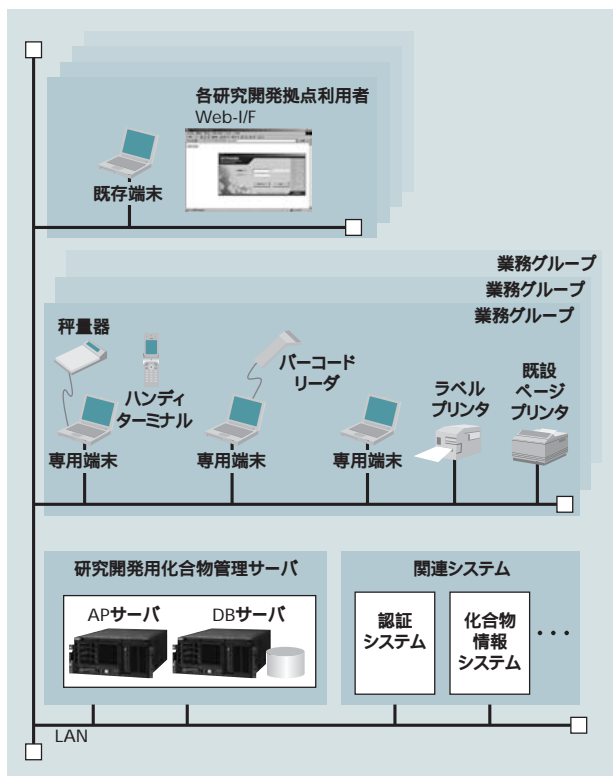 各研究開発拠点利用者
Web-I/F
既存端末
業務グループ
業務グループ
業務グループ
秤量器
ハンディ
ターミナル
バーコード
リーダ
ラベル
プリンタ
既設
ページ
プリンタ
専用端末
専用端末
専用端末
研究開発用化合物管理サーバ
関連システム
APサーバ
DBサーバ
認証
システム
化合物
情報
システム
・・・
LAN